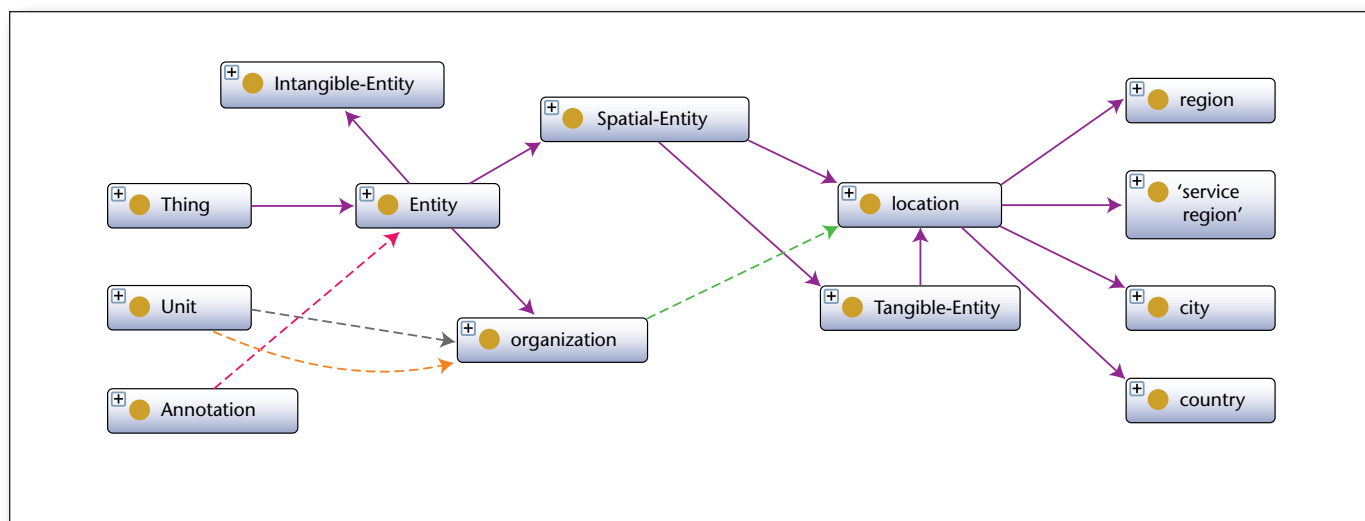 Intangible-Entity
Spatial-Entity
region
Thing
Entity
location
‘service
region’
Unit
organization
Tangible-Entity
city
Annotation
country